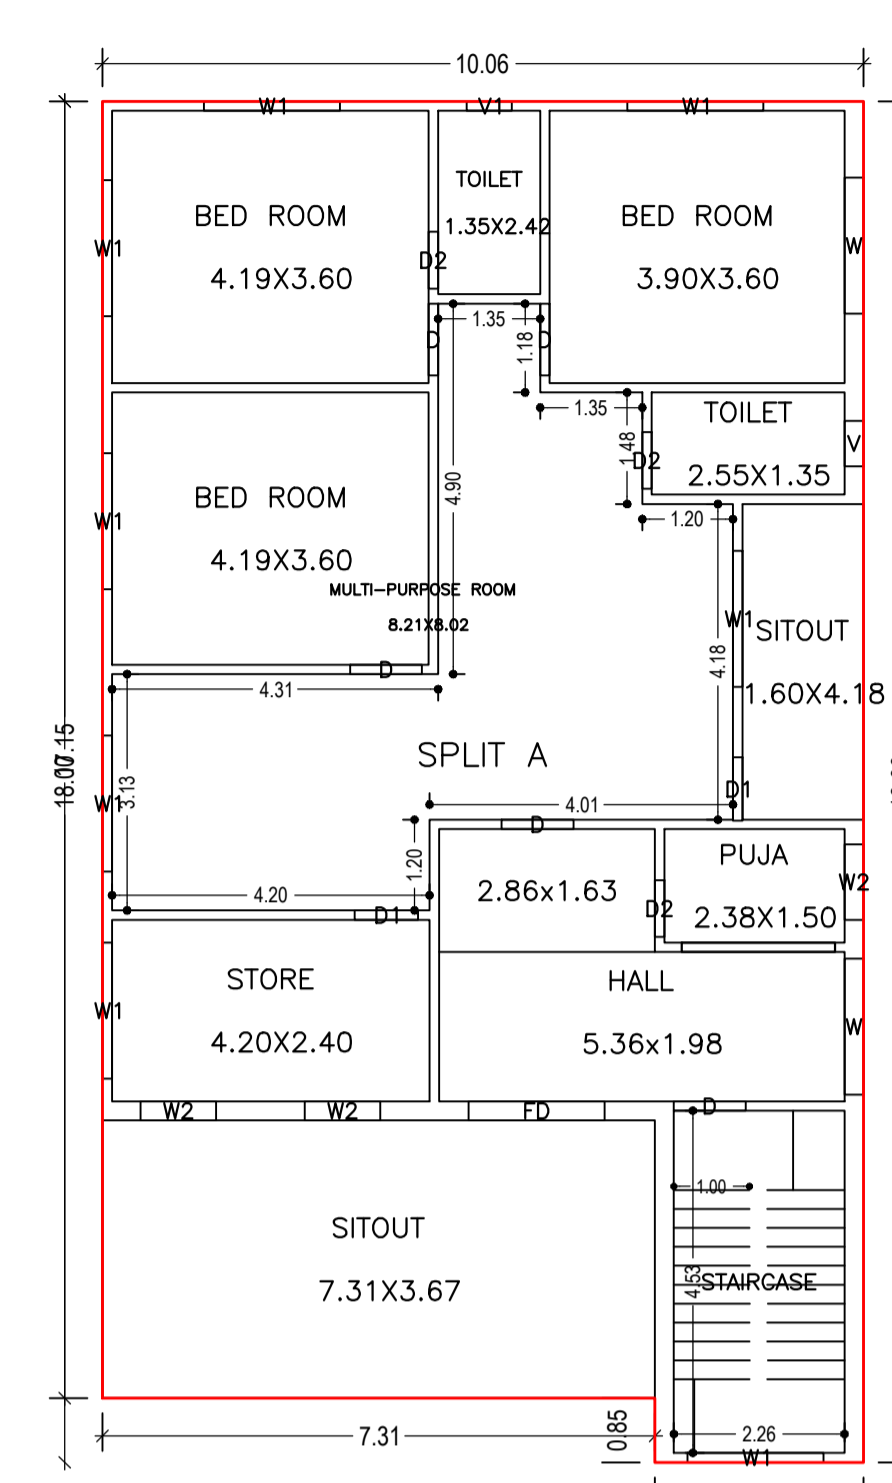 10.06
W1
V1
W1
TOILET
1.35X2.42
BED ROOM
4.19X3.60
BED ROOM
3.90X3.60
W1
D2
W
D
1.35
1.18
D
1.35
TOILET
2.55X1.35
1.48
D2
V
4.90
BED ROOM
4.19X3.60
W1
1.20
MULTI-PURPOSE ROOM
8.21X8.02
W1
SITOUT
1.60X4.18
4.18
D
4.31
SPLIT A
18.00
17.15
3.13
W1
D1
4.01
D
1.20
PUJA
2.38X1.50
W2
4.20
2.86x1.63
D2
D1
STORE
4.20X2.40
HALL
5.36x1.98
W1
W
W2
W2
FD
D
1.00
SITOUT
7.31X3.67
4.53
STAIRCASE
7.31
0.85
2.26
W1